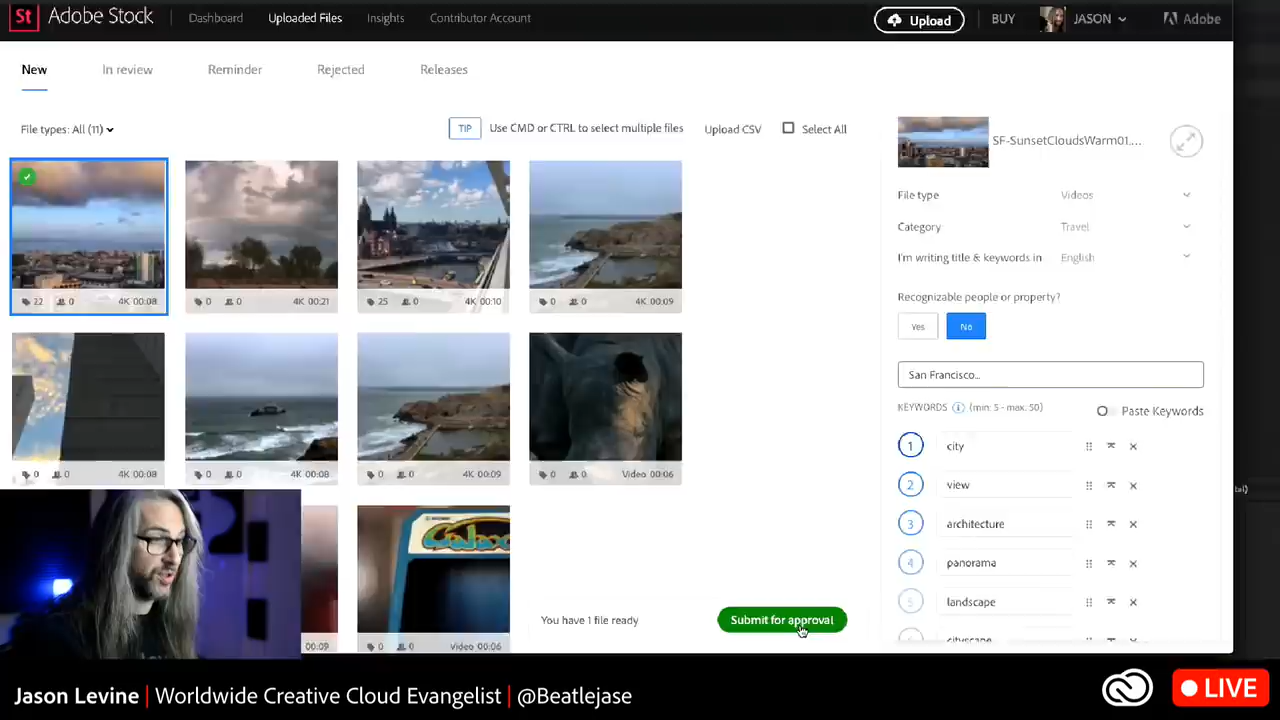 St Adobe Stock Dashboard Uploaded Files Insights Contributor Account Upload BUY JASON Adobe
New In review Reminder Rejected Releases
File types: All (11) TIP Use CMD or CTRL to select multiple files Upload CSV Select All
SF-SunsetCloudsWarm01....
File type Videos
Category Travel
I'm writing title & keywords in English
Recognizable people or property?
Yes No
22 0 4K 00:08 0 0 4K 00:21 25 0 4K 00:10 0 0 4K 00:09
San Francisco...
KEYWORDS (min: 5 - max: 50) Paste Keywords
1 city
0 0 4K 00:08 0 0 4K 00:08 0 0 4K 00:09 0 0 Video 00:06
2 view
3 architecture
4 panorama
5 landscape
6 cityscape
You have 1 file ready Submit for approval
00:09 0 0 Video 00:06
Jason Levine | Worldwide Creative Cloud Evangelist | @Beatlejase LIVE